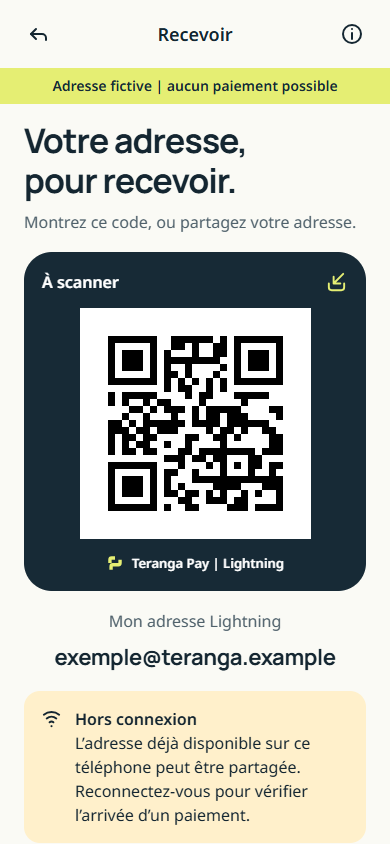 Recevoir
Adresse fictive | aucun paiement possible
Votre adresse,
pour recevoir.
Montrez ce code, ou partagez votre adresse.
À scanner
Teranga Pay | Lightning
Mon adresse Lightning
exemple@teranga.example
Hors connexion
L’adresse déjà disponible sur ce
téléphone peut être partagée.
Reconnectez-vous pour vérifier
l’arrivée d’un paiement.